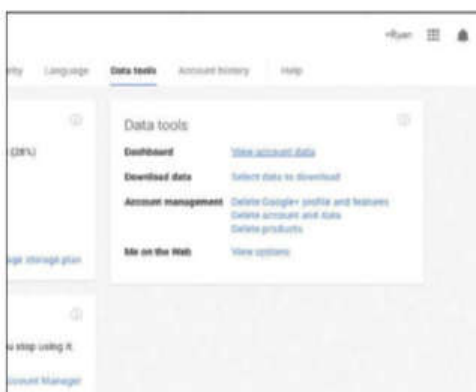 +Ryan
rity Language Data tools Account history Help
Data tools
(28%)
Dashboard View account data
Download data Select data to download
Account management Delete Google+ profile and features
Delete account and data
Delete products
age storage plan
Me on the Web View options
u stop using it.
ccount Manager